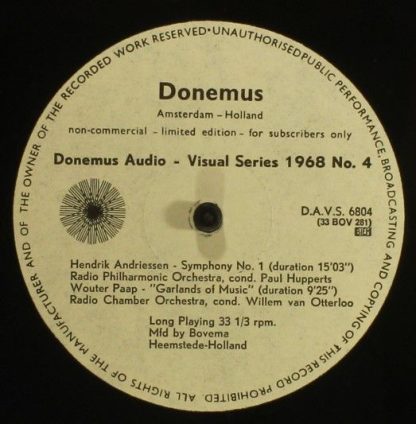 ALL RIGHTS OF THE MANUFACTURER AND OF THE OWNER OF THE RECORDED WORK RESERVED•UNAUTHORISED PUBLIC PERFORMANCE, BROADCASTING AND COPYING OF THIS RECORD PROHIBITED
Donemus
Amsterdam – Holland
non-commercial – limited edition – for subscribers only
Donemus Audio - Visual Series 1968 No. 4
D.A.V.S. 6804
(33 BOV 281)
Hendrik Andriessen - Symphony No. 1 (duration 15'03")
Radio Philharmonic Orchestra, cond. Paul Hupperts
Wouter Paap - "Garlands of Music" (duration 9'25")
Radio Chamber Orchestra, cond. Willem van Otterloo
Long Playing 33 1/3 rpm.
Mfd by Bovema
Heemstede-Holland